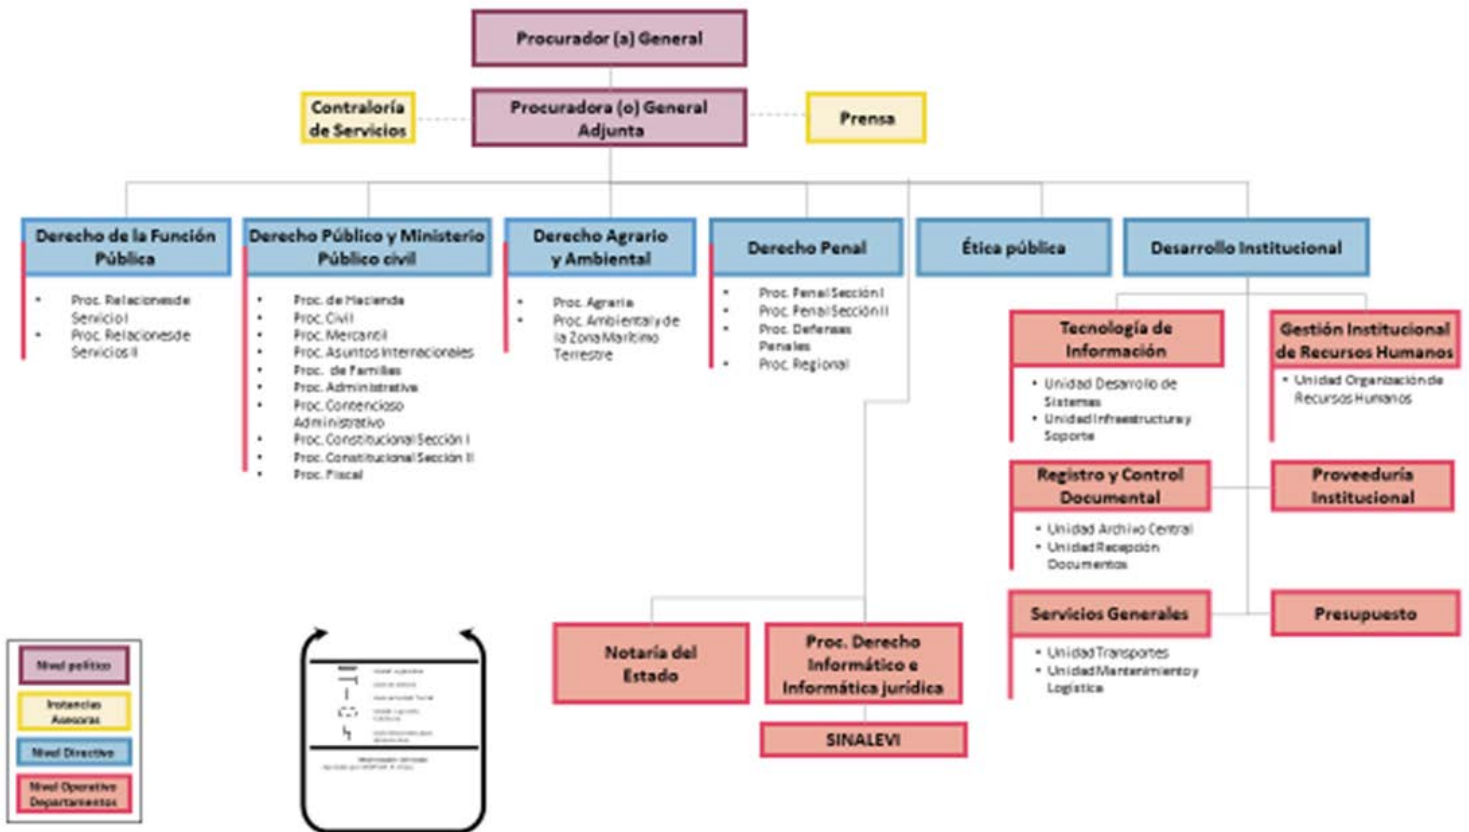 Procurador (a) General
Contraloría
de Servicios
Procuradora (o) General
Adjunta
Prensa
Derecho de la Función
Pública
Derecho Público y Ministerio
Público civil
Derecho Agrario
y Ambiental
Derecho Penal
Ética pública
Desarrollo Institucional
• Proc. Relaciones de
Servicio I
• Proc. Relaciones de
Servicios II
• Proc. de Hacienda
• Proc. Civil
• Proc. Mercantil
• Proc. Asuntos Internacionales
• Proc. de Familias
• Proc. Administrativa
• Proc. Contencioso
Administrativo
• Proc. Constitucional Sección I
• Proc. Constitucional Sección II
• Proc. Fiscal
• Proc. Agraria
• Proc. Ambiental y de
la Zona Marítimo
Terrestre
• Proc. Penal Sección I
• Proc. Penal Sección II
• Proc. Defensas
Penales
• Proc. Regional
Tecnología de
Información
• Unidad Desarrollo de
Sistemas
• Unidad Infraestructura y
Soporte
Gestión Institucional
de Recursos Humanos
• Unidad Organización de
Recursos Humanos
Registro y Control
Documental
• Unidad Archivo Central
• Unidad Recepción
Documentos
Proveeduría
Institucional
Servicios Generales
• Unidad Transportes
• Unidad Mantenimiento y
Logística
Presupuesto
Notaría del
Estado
Proc. Derecho
Informático e
Informática jurídica
SINALEVI
Nivel político
Instancias
Asesoras
Nivel Directivo
Nivel Operativo
Departamentos